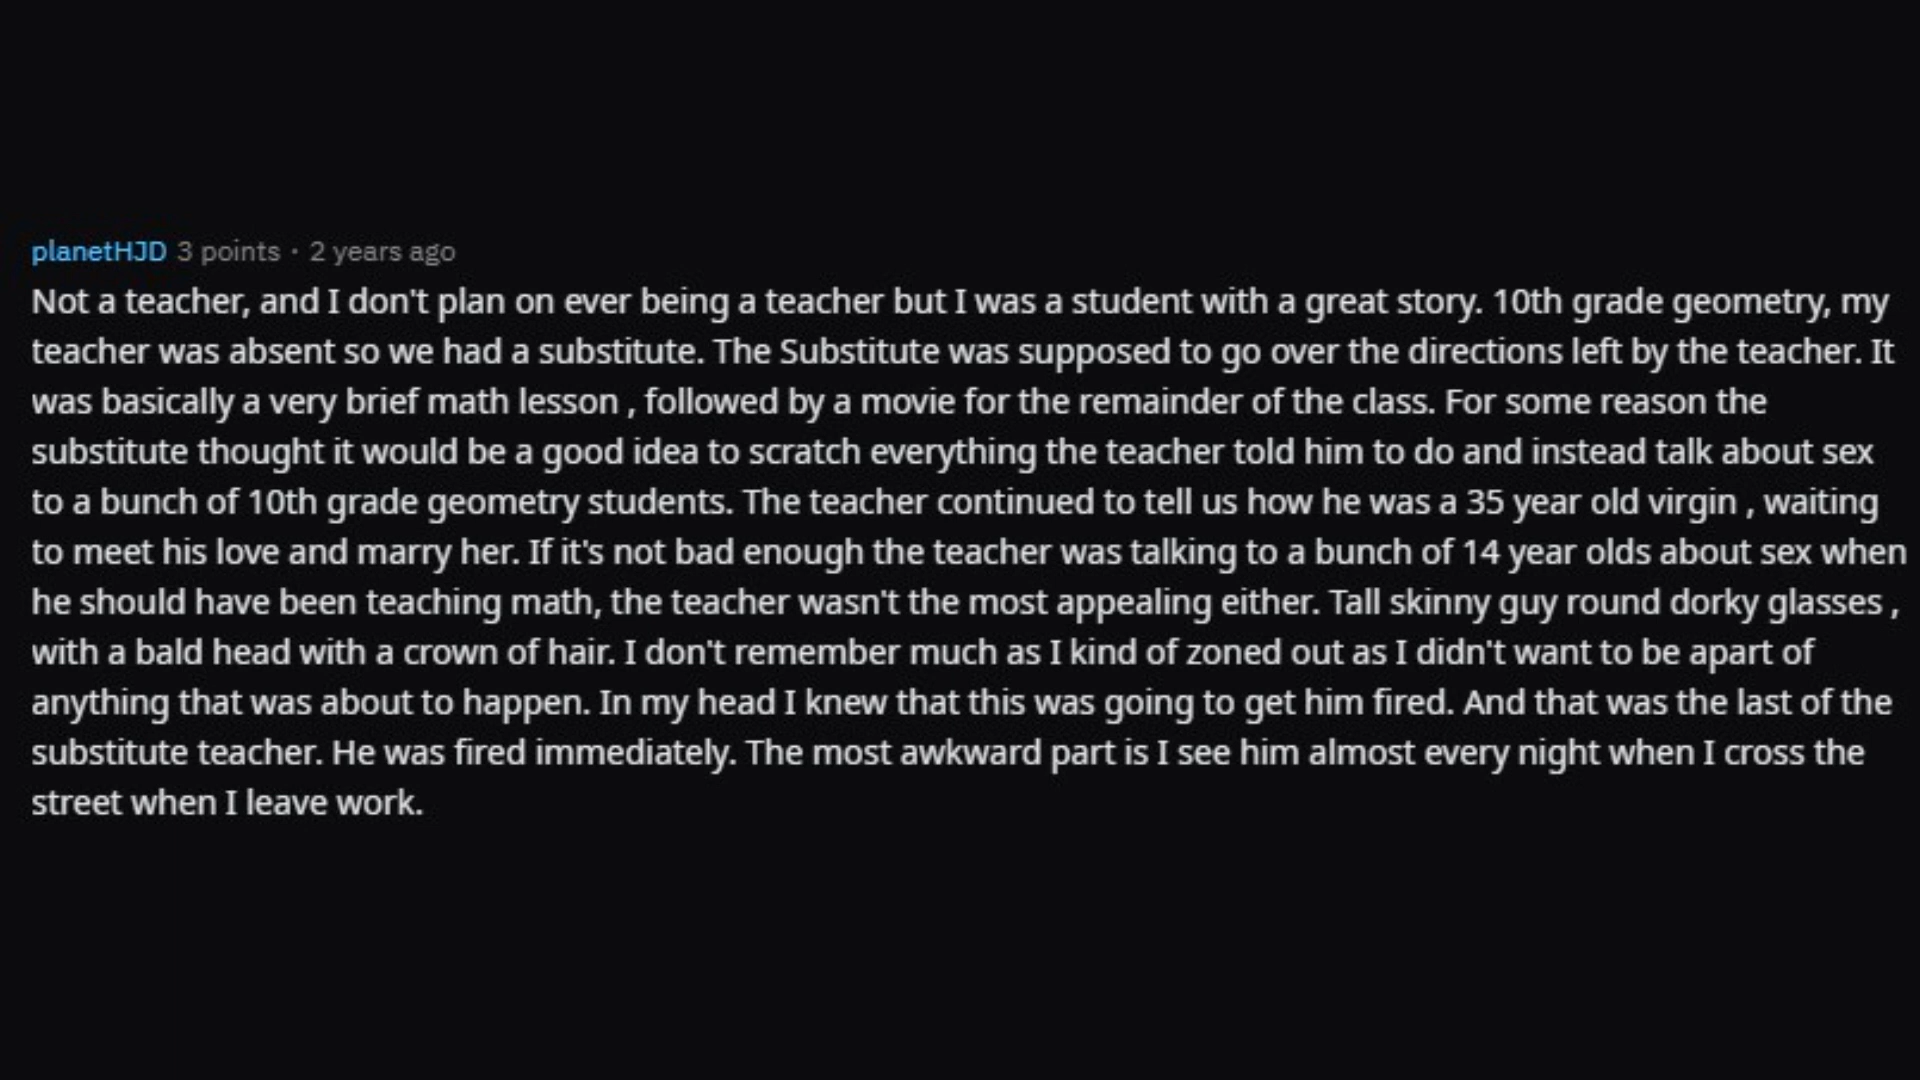 planetHJD 3 points · 2 years ago
Not a teacher, and I don't plan on ever being a teacher but I was a student with a great story. 10th grade geometry, my
teacher was absent so we had a substitute. The Substitute was supposed to go over the directions left by the teacher. It
was basically a very brief math lesson , followed by a movie for the remainder of the class. For some reason the
substitute thought it would be a good idea to scratch everything the teacher told him to do and instead talk about sex
to a bunch of 10th grade geometry students. The teacher continued to tell us how he was a 35 year old virgin , waiting
to meet his love and marry her. If it's not bad enough the teacher was talking to a bunch of 14 year olds about sex when
he should have been teaching math, the teacher wasn't the most appealing either. Tall skinny guy round dorky glasses ,
with a bald head with a crown of hair. I don't remember much as I kind of zoned out as I didn't want to be apart of
anything that was about to happen. In my head I knew that this was going to get him fired. And that was the last of the
substitute teacher. He was fired immediately. The most awkward part is I see him almost every night when I cross the
street when I leave work.